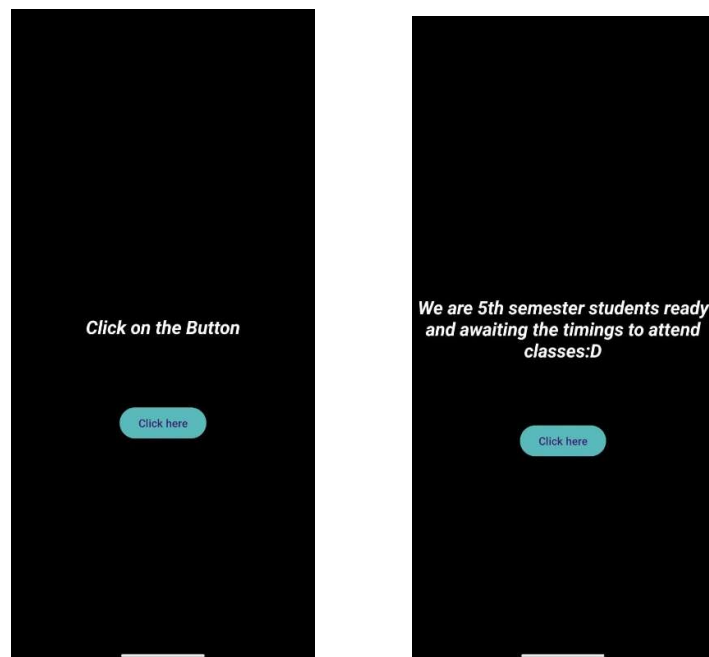 Click on the Button
Click here
We are 5th semester students ready
and awaiting the timings to attend
classes:D
Click here